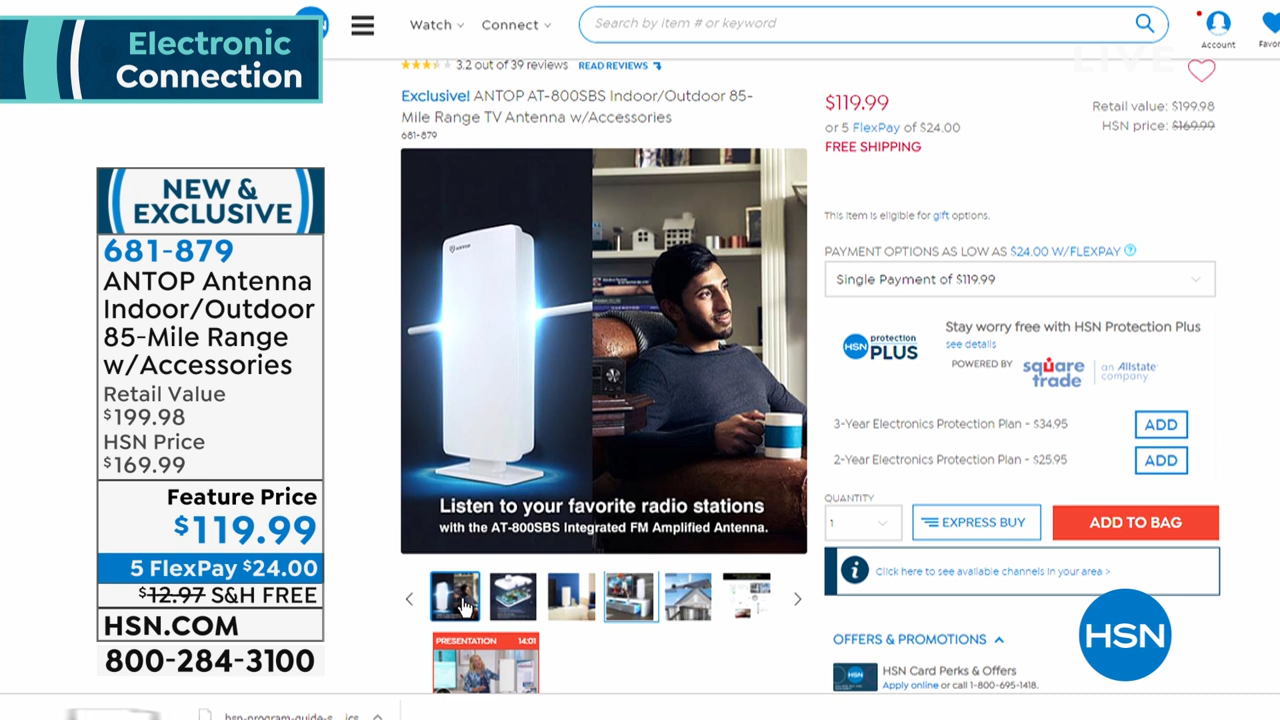 Electronic
Connection
Watch
Connect
Search by item # or keyword
Account
LIVE
3.2 out of 39 reviews READ REVIEWS
Exclusive! ANTOP AT-800SBS Indoor/Outdoor 85-
Mile Range TV Antenna w/Accessories
681-879
$119.99
or 5 FlexPay of $24.00
FREE SHIPPING
Retail value: $199.98
HSN price: $169.99
This item is eligible for gift options.
PAYMENT OPTIONS AS LOW AS $24.00 W/FLEXPAY ?
Single Payment of $119.99
HSN protection
PLUS
Stay worry free with HSN Protection Plus
see details
POWERED BY
square
trade
an Allstate
company
3-Year Electronics Protection Plan - $34.95
ADD
2-Year Electronics Protection Plan - $25.95
ADD
QUANTITY
1
EXPRESS BUY
ADD TO BAG
i
Click here to see available channels in your area >
OFFERS & PROMOTIONS
HSN
HSN Card Perks & Offers
Apply online or call 1-800-695-1418.
HSN
ANTOP
Listen to your favorite radio stations
with the AT-800SBS Integrated FM Amplified Antenna.
PRESENTATION 14:01
NEW &
EXCLUSIVE
681-879
ANTOP Antenna
Indoor/Outdoor
85-Mile Range
w/Accessories
Retail Value
$199.98
HSN Price
$169.99
Feature Price
$119.99
5 FlexPay $24.00
$12.97 S&H FREE
HSN.COM
800-284-3100